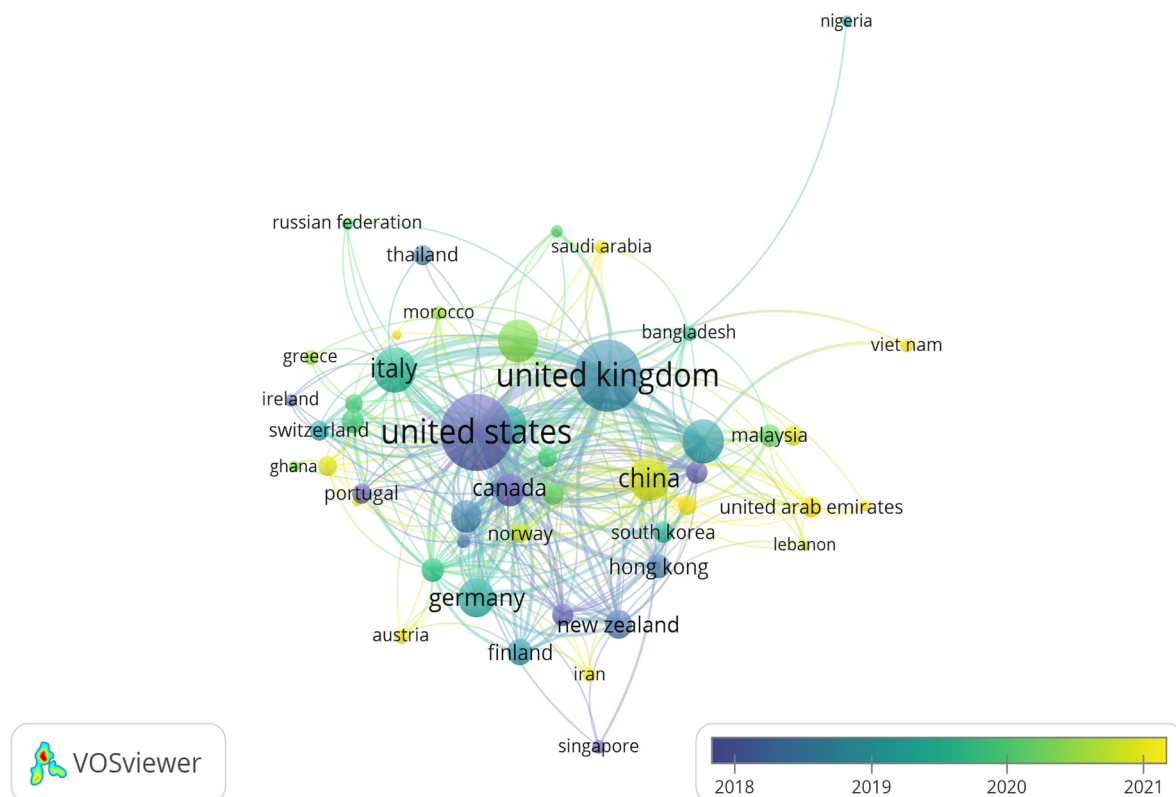 nigeria
russian federation
saudi arabia
thailand
morocco
bangladesh
viet nam
greece
italy
united kingdom
ireland
switzerland
united states
malaysia
ghana
china
portugal
canada
united arab emirates
norway
south korea
lebanon
hong kong
germany
new zealand
austria
finland
iran
singapore
VOSviewer
2018 2019 2020 2021